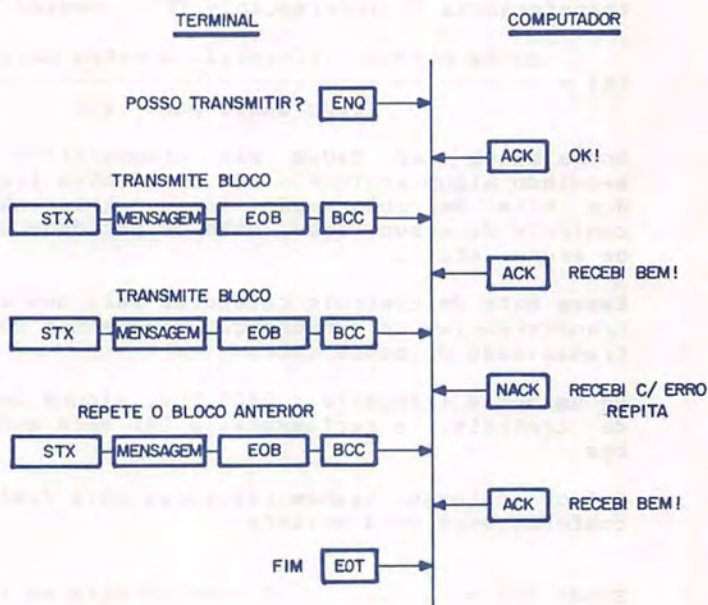 TERMINAL COMPUTADOR
POSSO TRANSMITIR? ENQ
ACK OK!
TRANSMITE BLOCO
STX MENSAGEM EOB BCC
ACK RECEBI BEM!
TRANSMITE BLOCO
STX MENSAGEM EOB BCC
NACK RECEBI C/ ERRO
REPITA
REPETE O BLOCO ANTERIOR
STX MENSAGEM EOB BCC
ACK RECEBI BEM!
FIM EOT